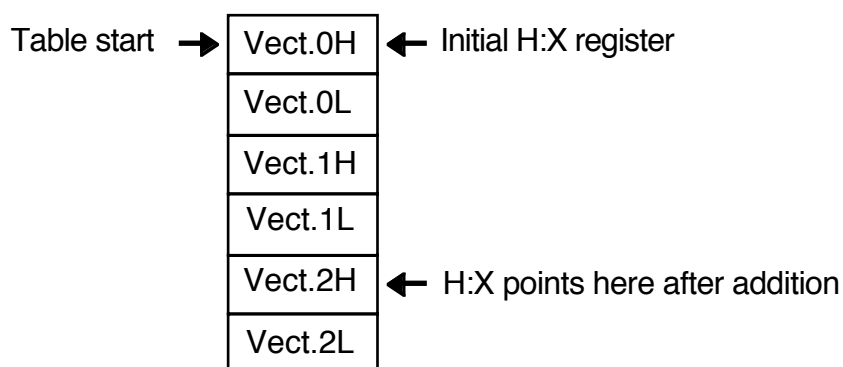 Table start Vect.0H Initial H:X register
Vect.0L
Vect.1H
Vect.1L
Vect.2H H:X points here after addition
Vect.2L